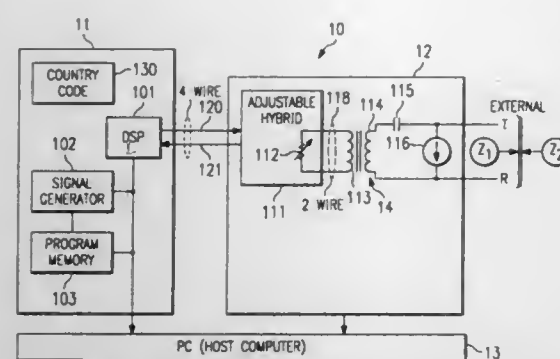 10
11
12
COUNTRY
CODE
130
101
DSP
4 WIRE
120
121
ADJUSTABLE
HYBRID
118
112
111
2 WIRE
113
114
14
115
116
EXTERNAL
T
R
Z1
Z2
102
SIGNAL
GENERATOR
PROGRAM
MEMORY
103
PC (HOST COMPUTER)
13